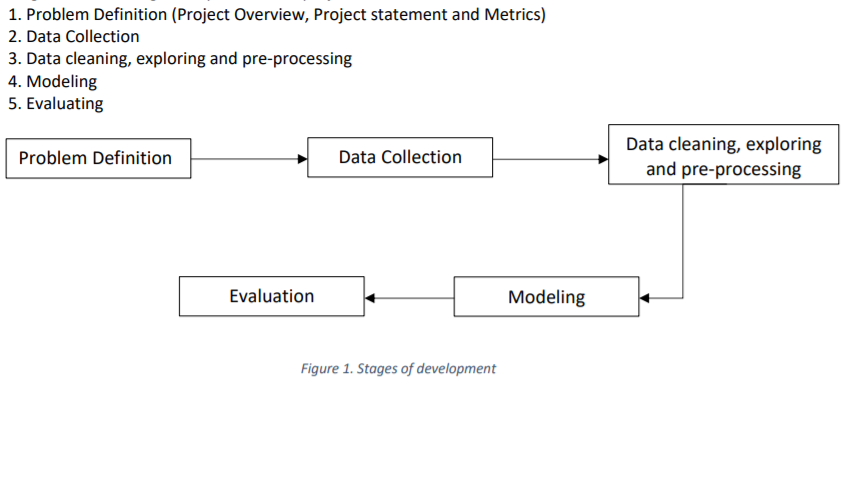 1. Problem Definition (Project Overview, Project statement and Metrics)
2. Data Collection
3. Data cleaning, exploring and pre-processing
4. Modeling
5. Evaluating
Problem Definition
Data Collection
Data cleaning, exploring
and pre-processing
Evaluation
Modeling
Figure 1. Stages of development